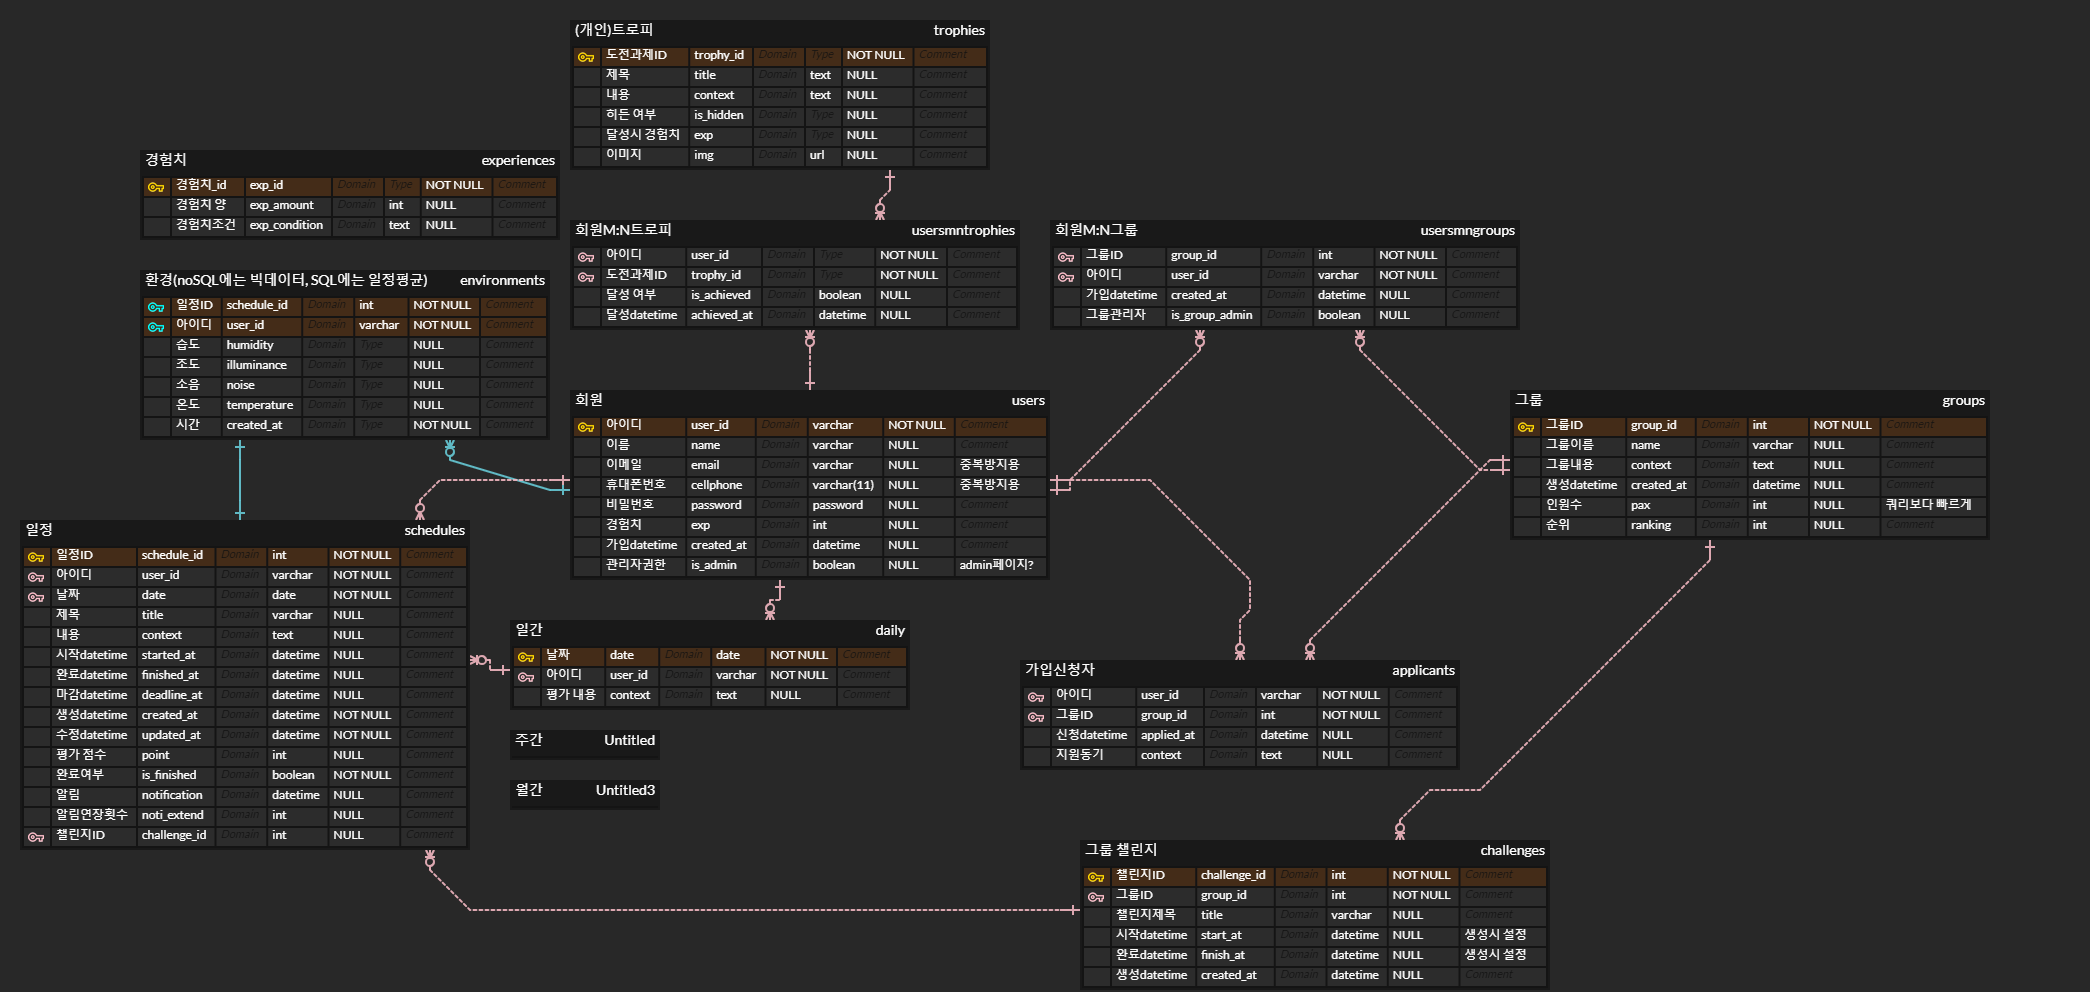 (개인)트로피 trophies
도전과제ID trophy_id Domain Type NOT NULL Comment
제목 title Domain text NULL Comment
내용 context Domain text NULL Comment
히든 여부 is_hidden Domain Type NULL Comment
달성시 경험치 exp Domain Type NULL Comment
이미지 img Domain url NULL Comment
경험치 experiences
경험치_id exp_id Domain Type NOT NULL Comment
경험치 양 exp_amount Domain int NULL Comment
경험치조건 exp_condition Domain text NULL Comment
회원M:N트로피 usersmntrophies
아이디 user_id Domain Type NOT NULL Comment
도전과제ID trophy_id Domain Type NOT NULL Comment
달성 여부 is_achieved Domain boolean NULL Comment
달성datetime achieved_at Domain datetime NULL Comment
회원M:N그룹 usersmngroups
그룹ID group_id Domain int NOT NULL Comment
아이디 user_id Domain varchar NOT NULL Comment
가입datetime created_at Domain datetime NULL Comment
그룹관리자 is_group_admin Domain boolean NULL Comment
환경(noSQL에는 빅데이터, SQL에는 일정평균) environments
일정ID schedule_id Domain int NOT NULL Comment
아이디 user_id Domain varchar NOT NULL Comment
습도 humidity Domain Type NULL Comment
조도 illuminance Domain Type NULL Comment
소음 noise Domain Type NULL Comment
온도 temperature Domain Type NULL Comment
시간 created_at Domain Type NOT NULL Comment
회원 users
아이디 user_id Domain varchar NOT NULL Comment
이름 name Domain varchar NULL Comment
이메일 email Domain varchar NULL 중복방지용
휴대폰번호 cellphone Domain varchar(11) NULL 중복방지용
비밀번호 password Domain password NULL Comment
경험치 exp Domain int NULL Comment
가입datetime created_at Domain datetime NULL Comment
관리자권한 is_admin Domain boolean NULL admin페이지?
그룹 groups
그룹ID group_id Domain int NOT NULL Comment
그룹이름 name Domain varchar NULL Comment
그룹내용 context Domain text NULL Comment
생성datetime created_at Domain datetime NULL Comment
인원수 pax Domain int NULL 쿼리보다 빠르게
순위 ranking Domain int NULL Comment
일정 schedules
일정ID schedule_id Domain int NOT NULL Comment
아이디 user_id Domain varchar NOT NULL Comment
날짜 date Domain date NOT NULL Comment
제목 title Domain varchar NULL Comment
내용 context Domain text NULL Comment
시작datetime started_at Domain datetime NULL Comment
완료datetime finished_at Domain datetime NULL Comment
마감datetime deadline_at Domain datetime NULL Comment
생성datetime created_at Domain datetime NOT NULL Comment
수정datetime updated_at Domain datetime NOT NULL Comment
평가 점수 point Domain int NULL Comment
완료여부 is_finished Domain boolean NOT NULL Comment
알림 notification Domain datetime NULL Comment
알림연장횟수 noti_extend Domain int NULL Comment
챌린지ID challenge_id Domain int NULL Comment
일간 daily
날짜 date Domain date NOT NULL Comment
아이디 user_id Domain varchar NOT NULL Comment
평가 내용 context Domain text NULL Comment
주간 Untitled
월간 Untitled3
가입신청자 applicants
아이디 user_id Domain varchar NOT NULL Comment
그룹ID group_id Domain int NOT NULL Comment
신청datetime applied_at Domain datetime NULL Comment
지원동기 context Domain text NULL Comment
그룹 챌린지 challenges
챌린지ID challenge_id Domain int NOT NULL Comment
그룹ID group_id Domain int NOT NULL Comment
챌린지제목 title Domain varchar NULL Comment
시작datetime start_at Domain datetime NULL 생성시 설정
완료datetime finish_at Domain datetime NULL 생성시 설정
생성datetime created_at Domain datetime NULL Comment